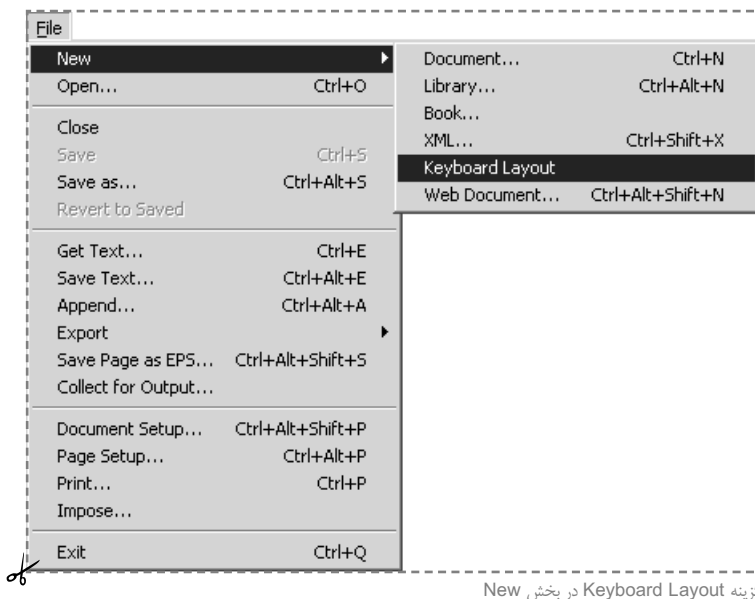 File
New
Open... Ctrl+O
Close
Save Ctrl+S
Save as... Ctrl+Alt+S
Revert to Saved
Get Text... Ctrl+E
Save Text... Ctrl+Alt+E
Append... Ctrl+Alt+A
Export
Save Page as EPS... Ctrl+Alt+Shift+S
Collect for Output...
Document Setup... Ctrl+Alt+Shift+P
Page Setup... Ctrl+Alt+P
Print... Ctrl+P
Impose...
Exit Ctrl+Q
Document... Ctrl+N
Library... Ctrl+Alt+N
Book...
XML... Ctrl+Shift+X
Keyboard Layout
Web Document... Ctrl+Alt+Shift+N
Keyboard Layout در بخش New